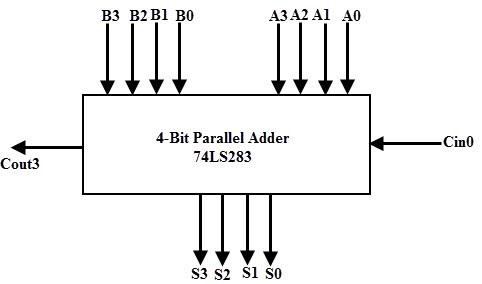 B3 B2 B1 B0 A3 A2 A1 A0
4-Bit Parallel Adder
74LS283
Cin0
Cout3
S3 S2 S1 S0